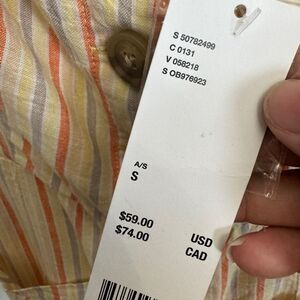 S 50782499
C 0131
V 058218
S OB976923
A/S
S
$59.00 USD
$74.00 CAD